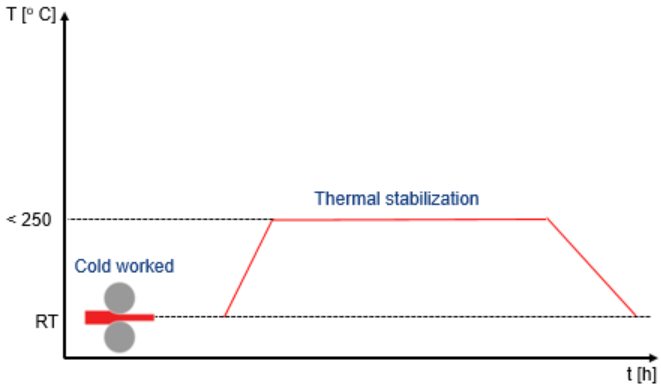 T [º C]
Thermal stabilization
< 250
Cold worked
RT
t [h]